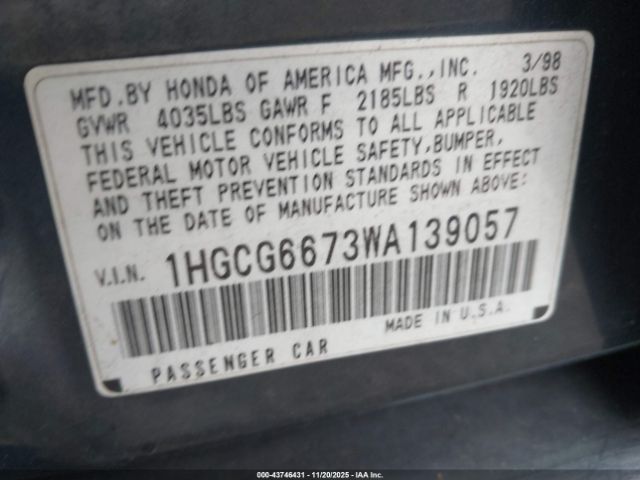 MFD.BY HONDA OF AMERICA MFG.,INC. 3/98
GVWR 4035LBS GAWR F 2185LBS R 1920LBS
THIS VEHICLE CONFORMS TO ALL APPLICABLE
FEDERAL MOTOR VEHICLE SAFETY,BUMPER,
AND THEFT PREVENTION STANDARDS IN EFFECT
ON THE DATE OF MANUFACTURE SHOWN ABOVE:
V.I.N. 1HGCG6673WA139057
PASSENGER CAR MADE IN U.S.A.
000-43746431 - 11/20/2025 - IAA Inc.